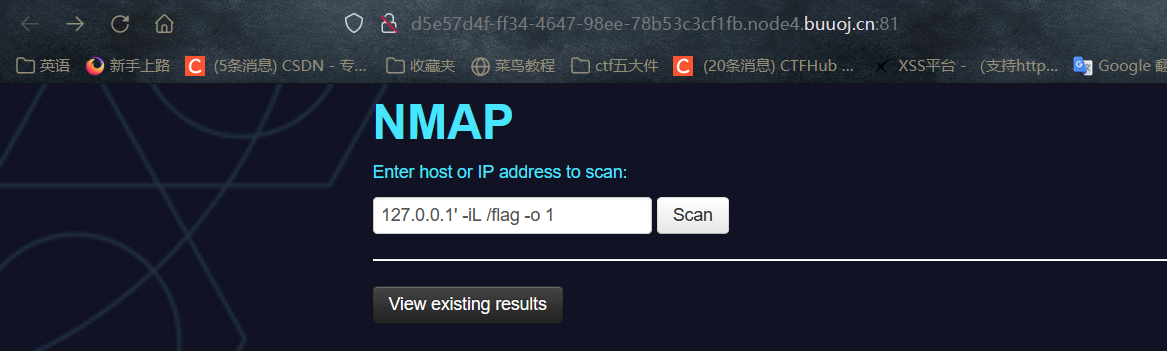 d5e57d4f-ff34-4647-98ee-78b53c3cf1fb.node4.buuoj.cn:81
英语 新手上路 C (5条消息) CSDN - 专... 收藏夹 菜鸟教程 ctf五大件 C (20条消息) CTFHub ... XSS平台 - (支持http... Google 翻
NMAP
Enter host or IP address to scan:
127.0.0.1' -iL /flag -o 1 Scan
View existing results